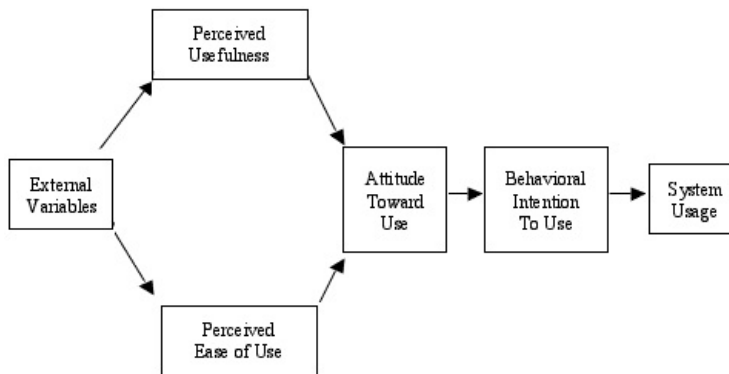 Perceived
Usefulness
External
Variables
Attitude
Toward
Use
Behavioral
Intention
To Use
System
Usage
Perceived
Ease of Use